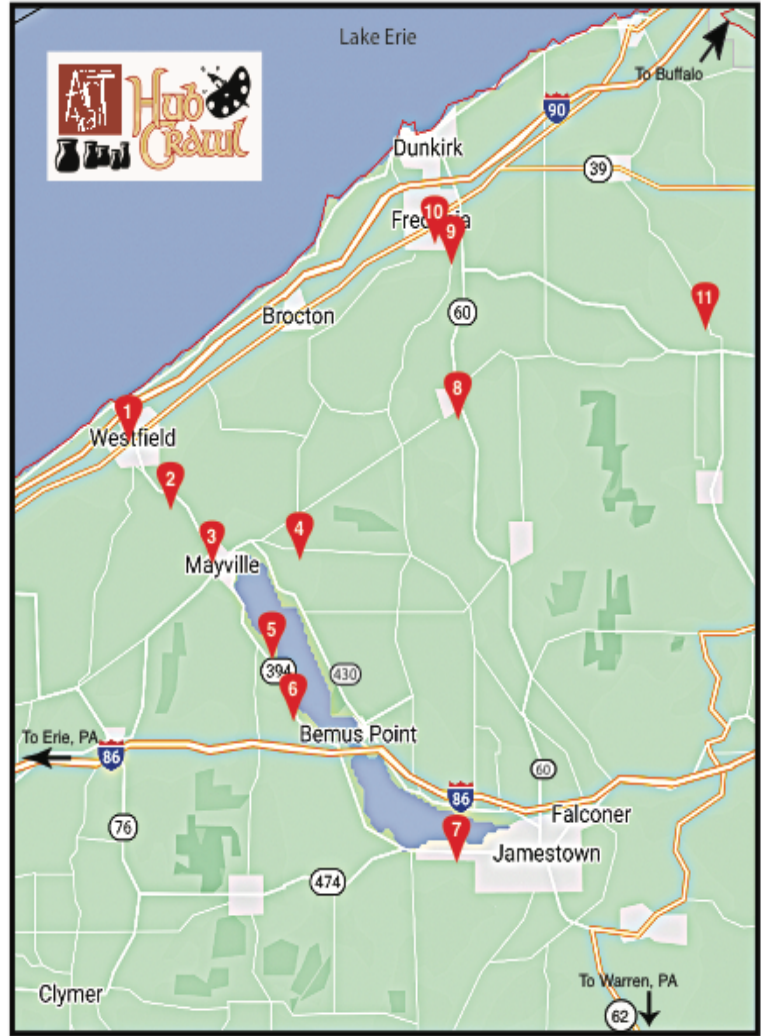 Lake Erie
To Buffalo
Hub
Crawl
90
Dunkirk
39
10
Fredonia
9
11
Brocton
60
8
1
Westfield
2
3
4
Mayville
5
394
430
6
Bemus Point
To Erie, PA
86
60
86
76
Falconer
7
Jamestown
474
To Warren, PA
Clymer
62